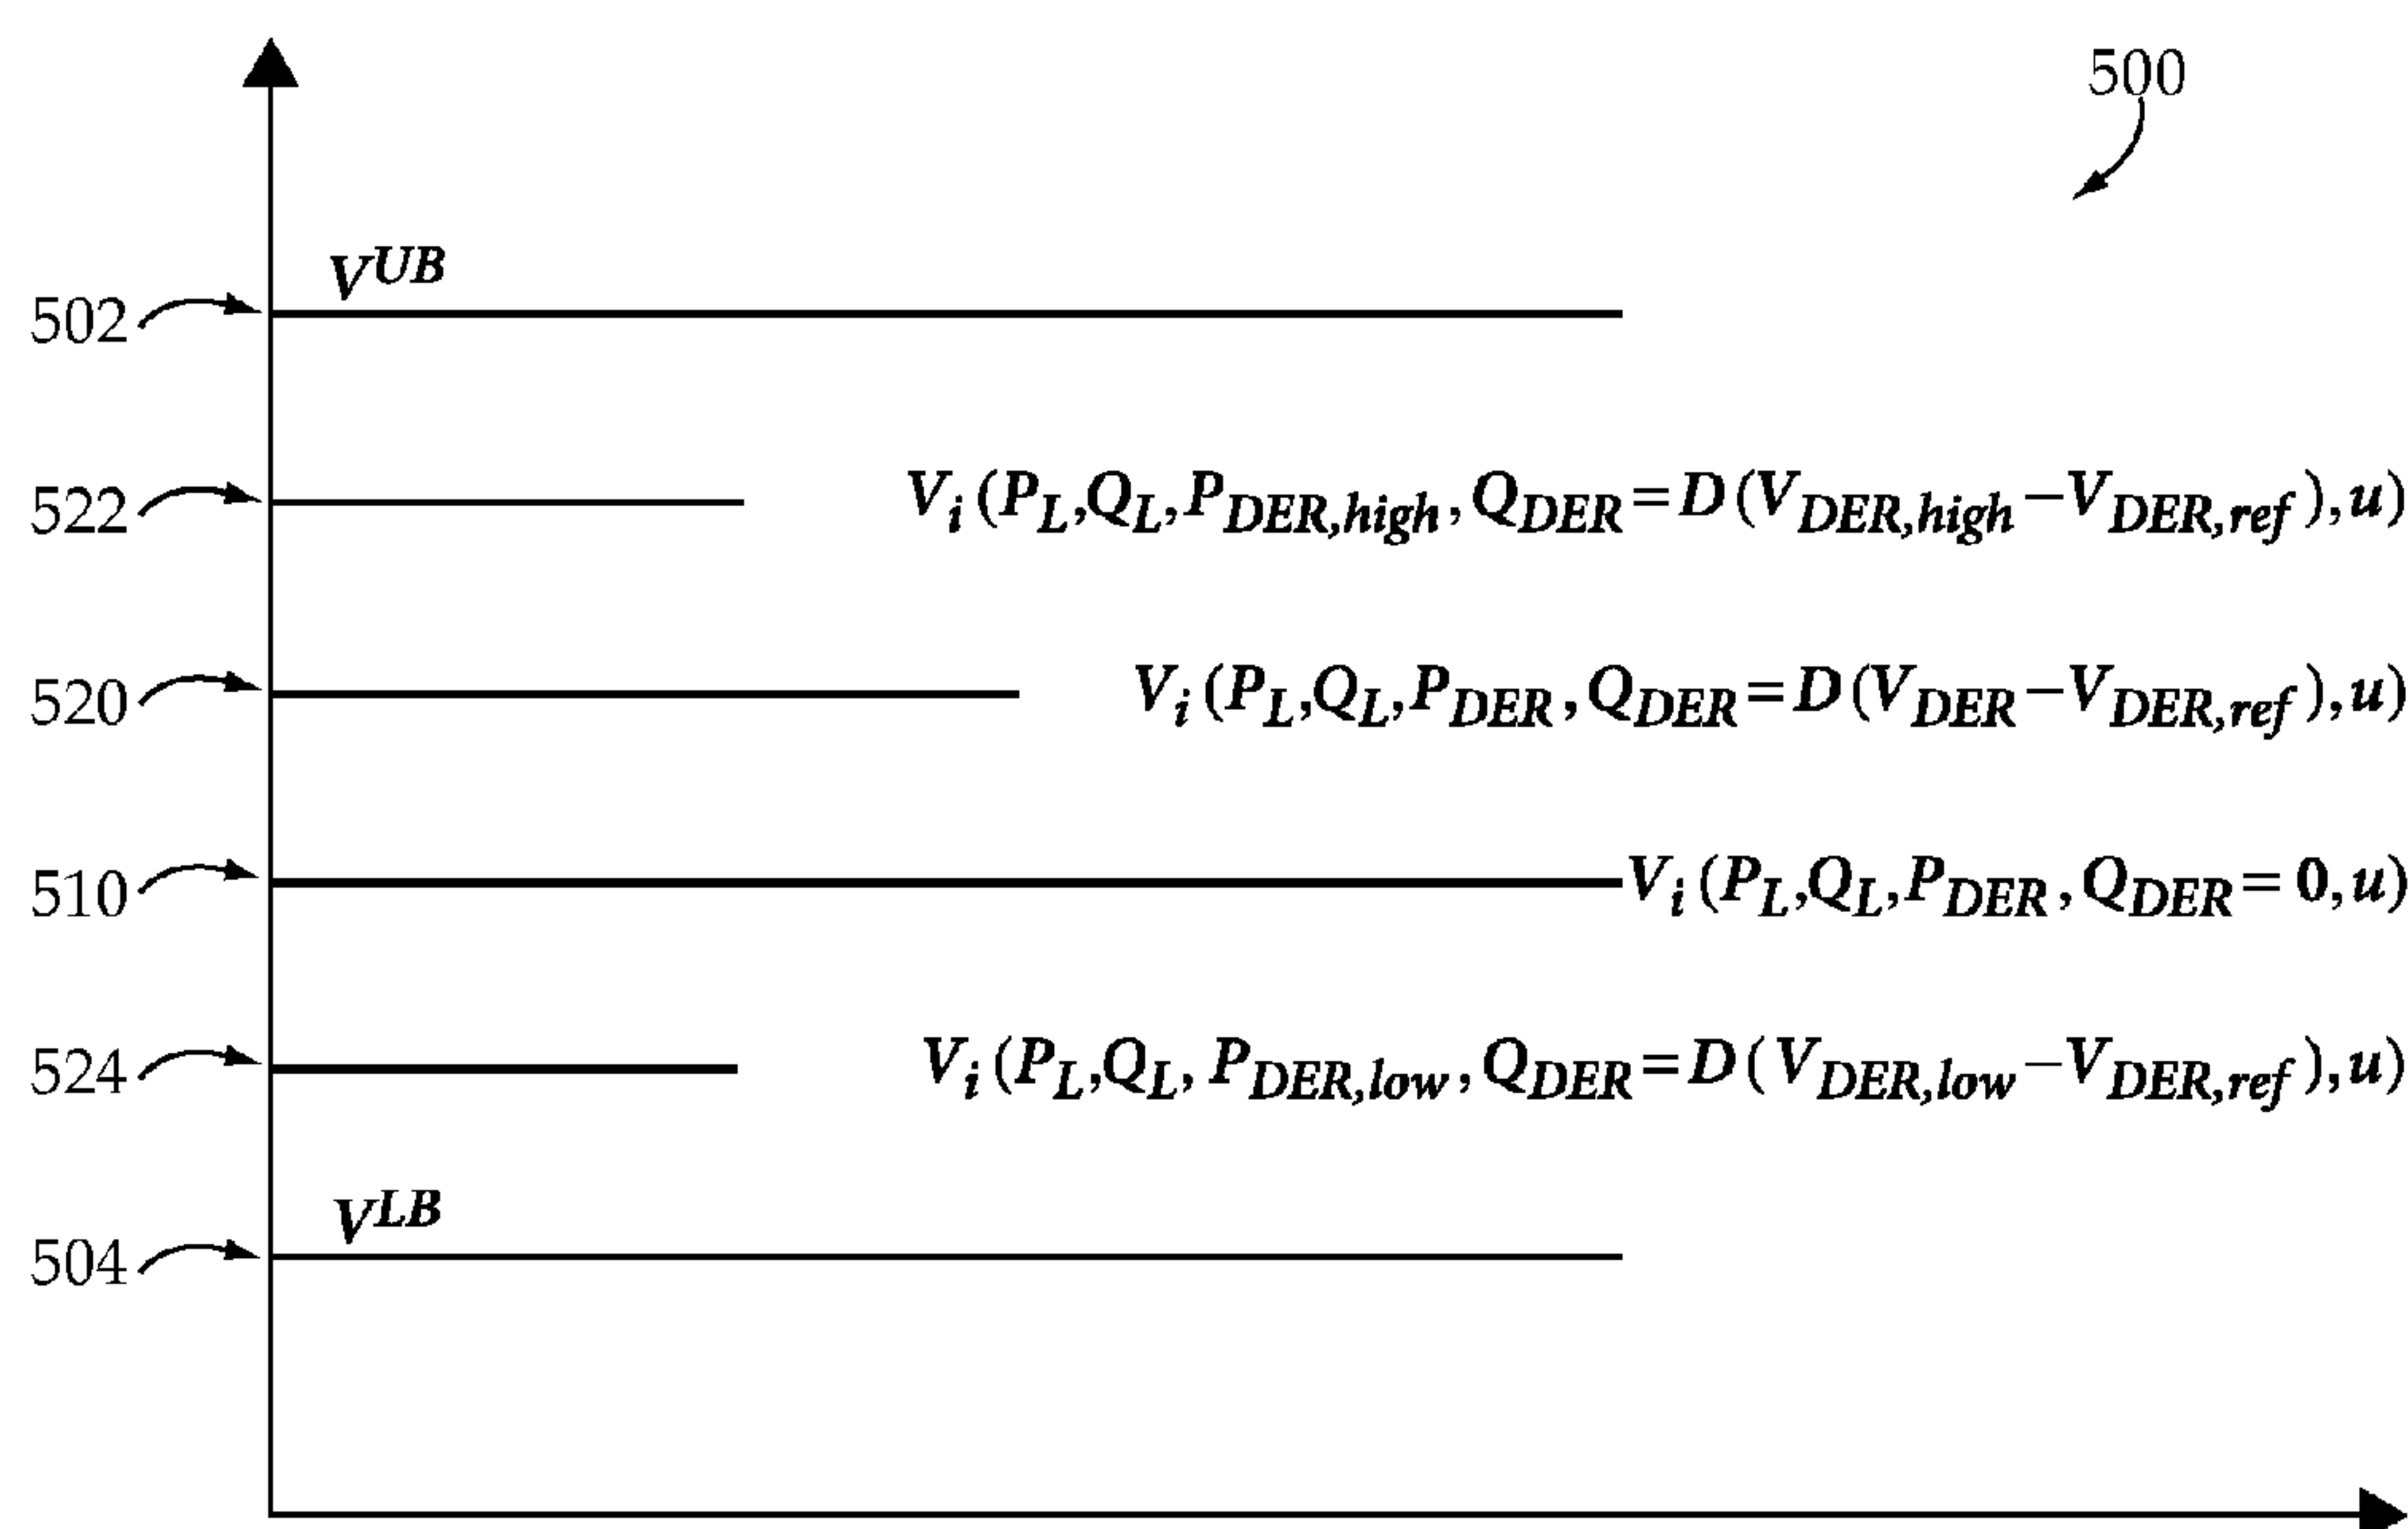 500
V^UB
502
522 V_i(P_L,Q_L,P_DER,high,Q_DER=D(V_DER,high−V_DER,ref),u)
520 V_i(P_L,Q_L,P_DER,Q_DER=D(V_DER−V_DER,ref),u)
510 V_i(P_L,Q_L,P_DER,Q_DER=0,u)
524 V_i(P_L,Q_L,P_DER,low,Q_DER=D(V_DER,low−V_DER,ref),u)
V^LB
504